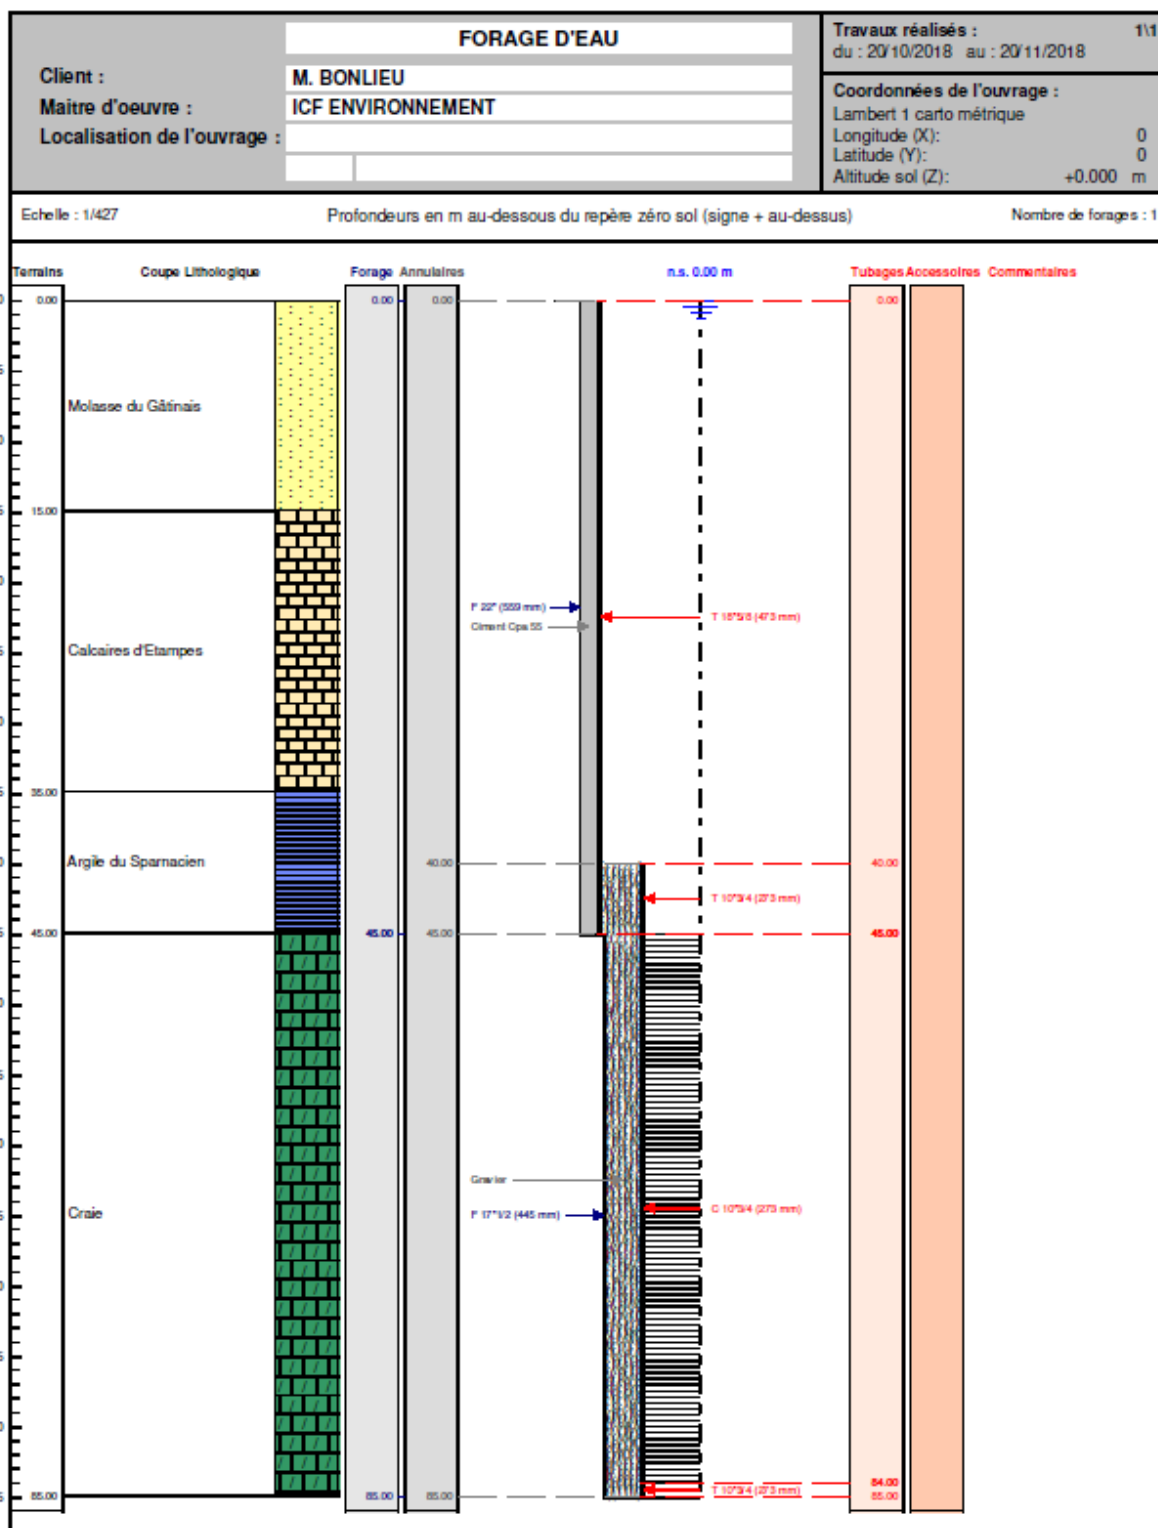 FORAGE D'EAU
Client :
M. BONLIEU
Maitre d'oeuvre :
ICF ENVIRONNEMENT
Localisation de l'ouvrage :
Travaux réalisés :
1\1
du : 20/10/2018 au : 20/11/2018
Coordonnées de l'ouvrage :
Lambert 1 carto métrique
Longitude (X): 0
Latitude (Y): 0
Altitude sol (Z): +0.000 m
Echelle : 1/427
Profondeurs en m au-dessous du repère zéro sol (signe + au-dessus)
Nombre de forages : 1
Terrains Coupe Lithologique Forage Annulaires n.s. 0.00 m Tubages Accessoires Commentaires
0.00 0.00 0.00 0.00
Molasse du Gâtinais
15.00
F 22" (559 mm)
T 18"5/8 (473 mm)
Ciment Cpa 55
Calcaires d'Etampes
35.00
Argile du Sparnacien
40.00 40.00
T 10"3/4 (273 mm)
45.00 45.00 45.00 45.00
Gravier
Craie
F 17"1/2 (445 mm)
C 10"3/4 (273 mm)
84.00
T 10"3/4 (273 mm)
85.00 85.00 85.00 85.00